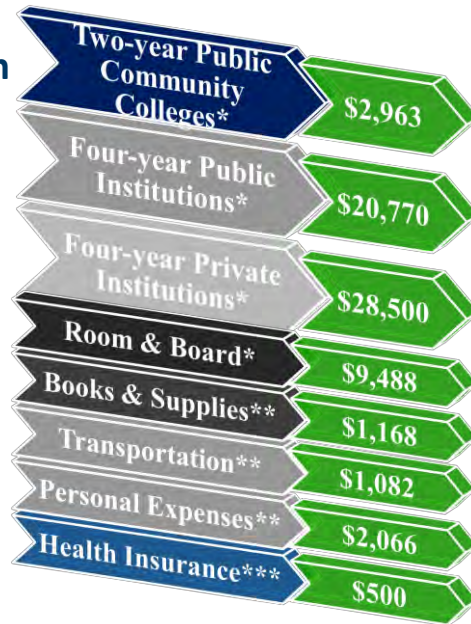 Two-year Public
Community
Colleges*
$2,963
Four-year Public
Institutions*
$20,770
Four-year Private
Institutions*
$28,500
Room & Board*
$9,488
Books & Supplies**
$1,168
Transportation**
$1,082
Personal Expenses**
$2,066
Health Insurance***
$500